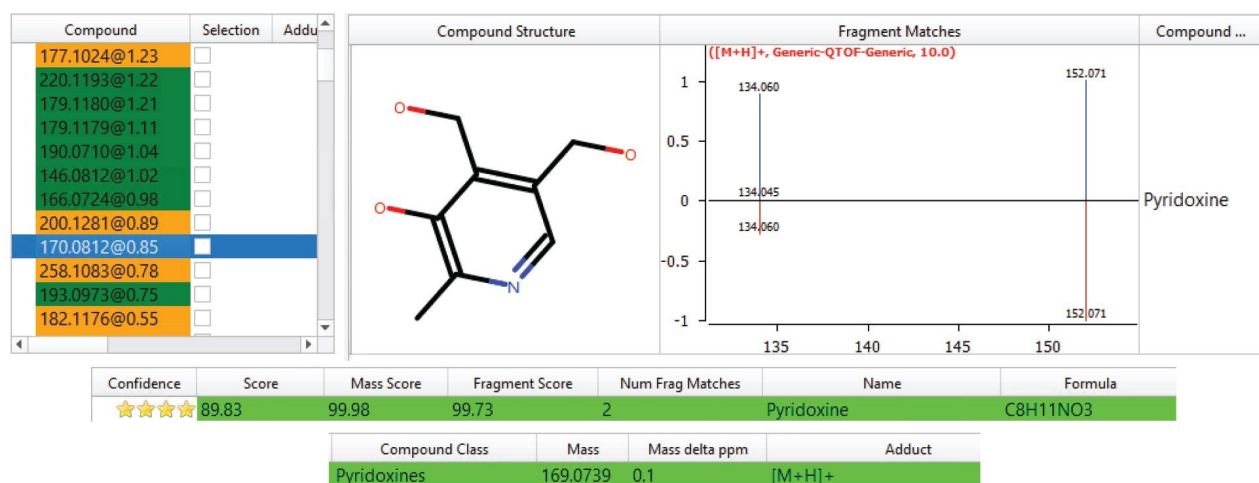 Compound Selection Addu
177.1024@1.23
220.1193@1.22
179.1180@1.21
179.1179@1.11
190.0710@1.04
146.0812@1.02
166.0724@0.98
200.1281@0.89
170.0812@0.85
258.1083@0.78
193.0973@0.75
182.1176@0.55
Compound Structure Fragment Matches Compound ...
O
O
O
N
([M+H]+, Generic-QTOF-Generic, 10.0)
1
0.5
0
-0.5
-1
134.060
152.071
134.045
134.060
152.071
135 140 145 150
Pyridoxine
Confidence Score Mass Score Fragment Score Num Frag Matches Name Formula
89.83 99.98 99.73 2 Pyridoxine C8H11NO3
Compound Class Mass Mass delta ppm Adduct
Pyridoxines 169.0739 0.1 [M+H]+